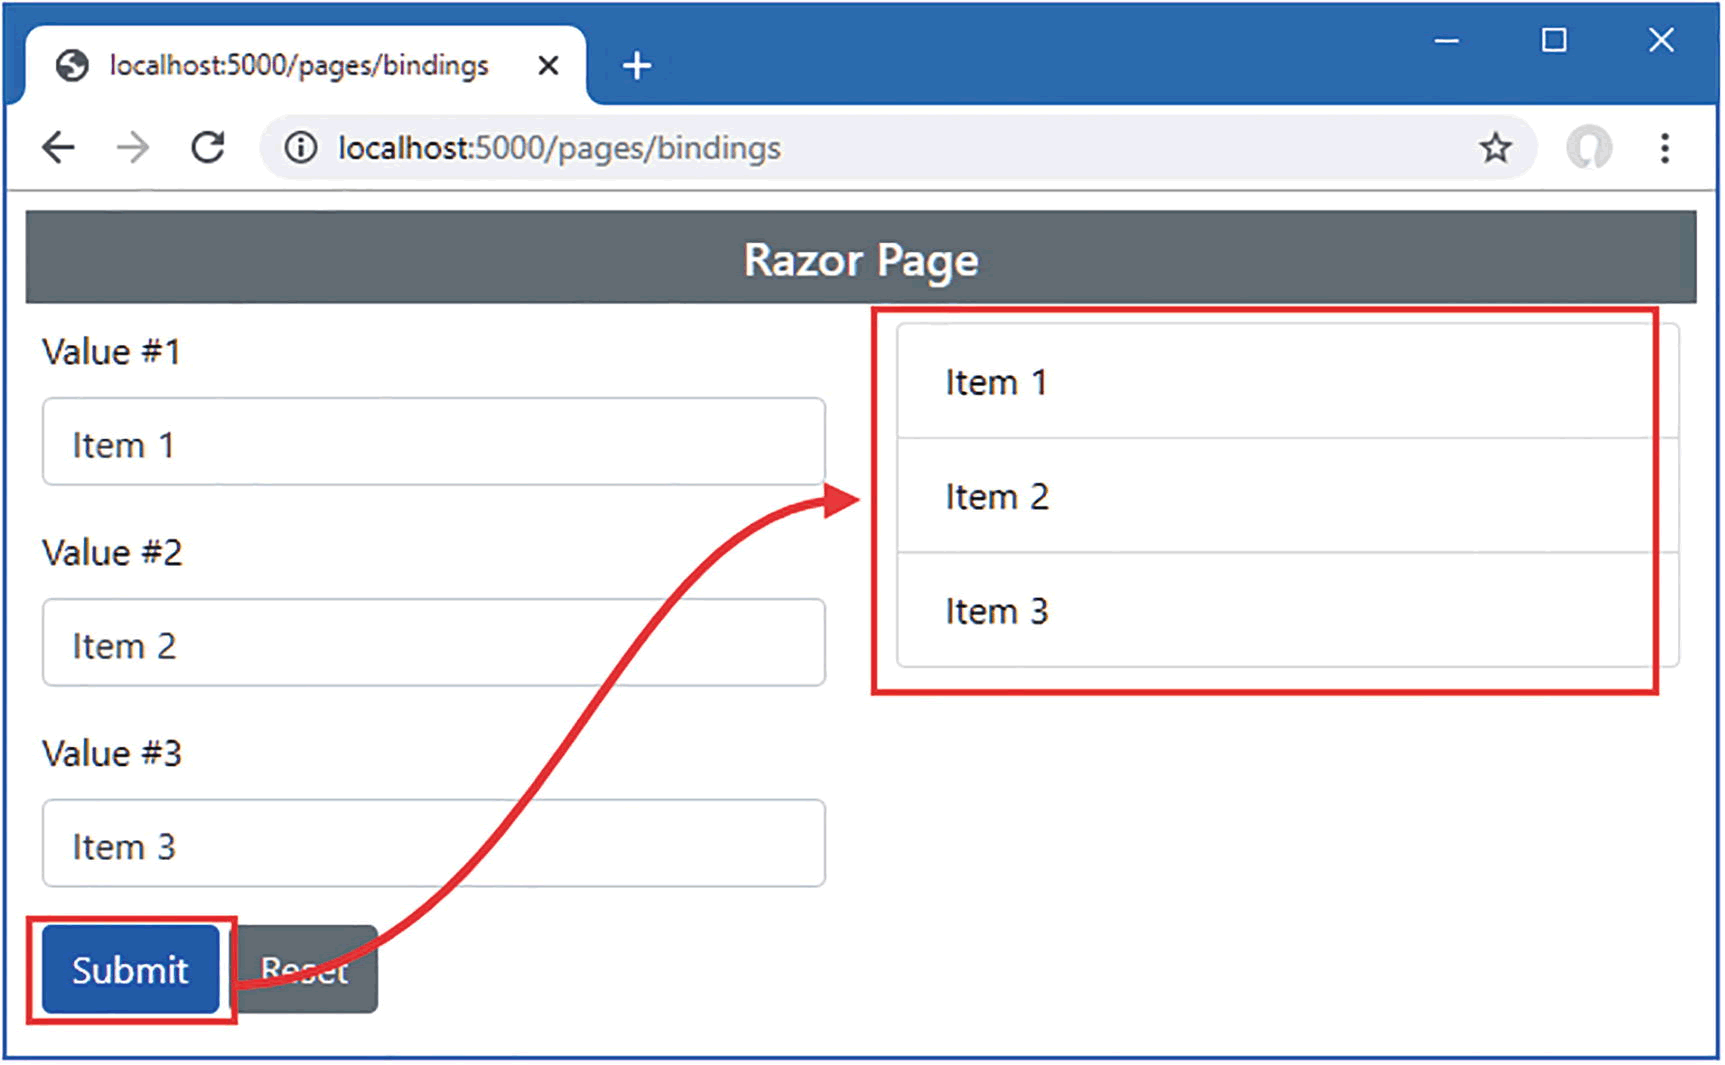 localhost:5000/pages/bindings
localhost:5000/pages/bindings
Razor Page
Value #1
Item 1
Value #2
Item 2
Value #3
Item 3
Submit Reset
Item 1
Item 2
Item 3